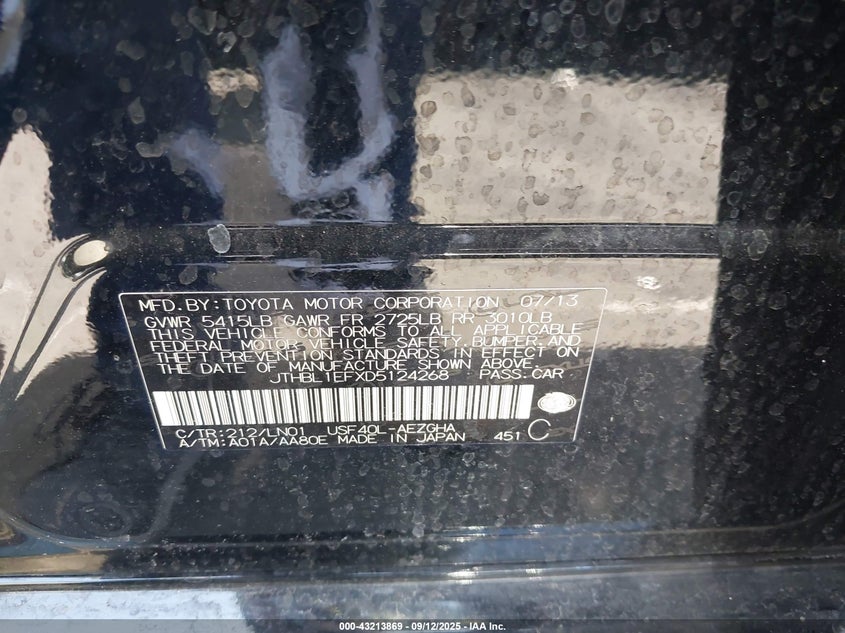 MFD. BY: TOYOTA MOTOR CORPORATION 07/13
GVWR 5415LB GAWR FR 2725LB RR 3010LB
THIS VEHICLE CONFORMS TO ALL APPLICABLE
FEDERAL MOTOR VEHICLE SAFETY, BUMPER, AND
THEFT PREVENTION STANDARDS IN EFFECT ON
THE DATE OF MANUFACTURE SHOWN ABOVE.
JTHBL1EFXD5124268 PASS.CAR
C/TR:212/LN01 USF40L-AEZGHA
A/TM:A01A/AA80E MADE IN JAPAN 451 C
000-43213869 - 09/12/2025 - IAA Inc.